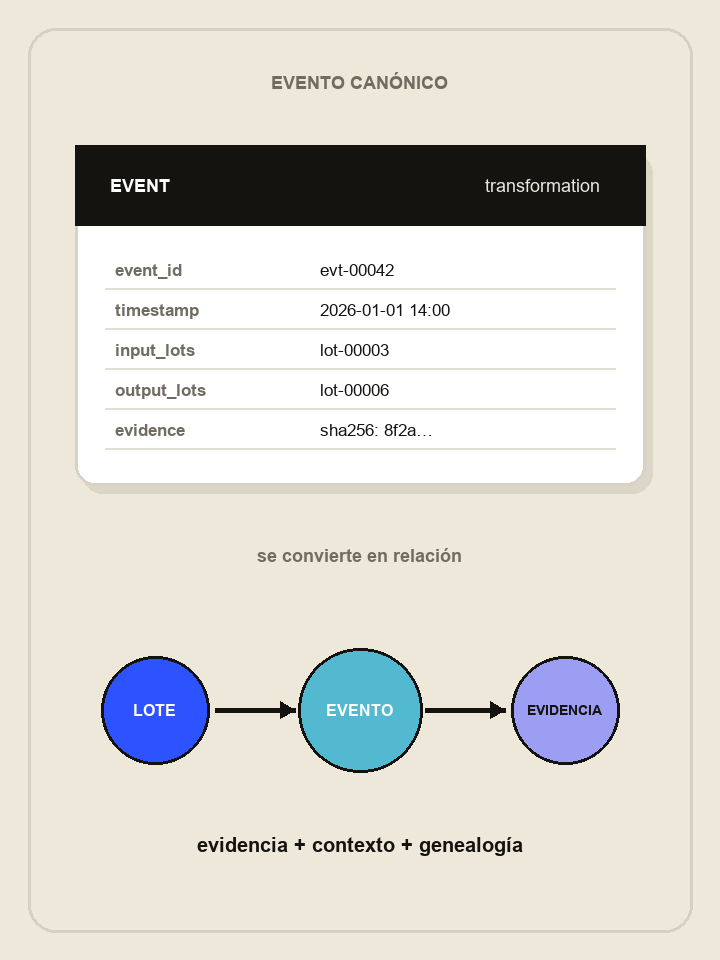 EVENTO CANÓNICO
EVENT transformation
event_id evt-00042
timestamp 2026-01-01 14:00
input_lots lot-00003
output_lots lot-00006
evidence sha256: 8f2a…
se convierte en relación
LOTE EVENTO EVIDENCIA
evidencia + contexto + genealogía